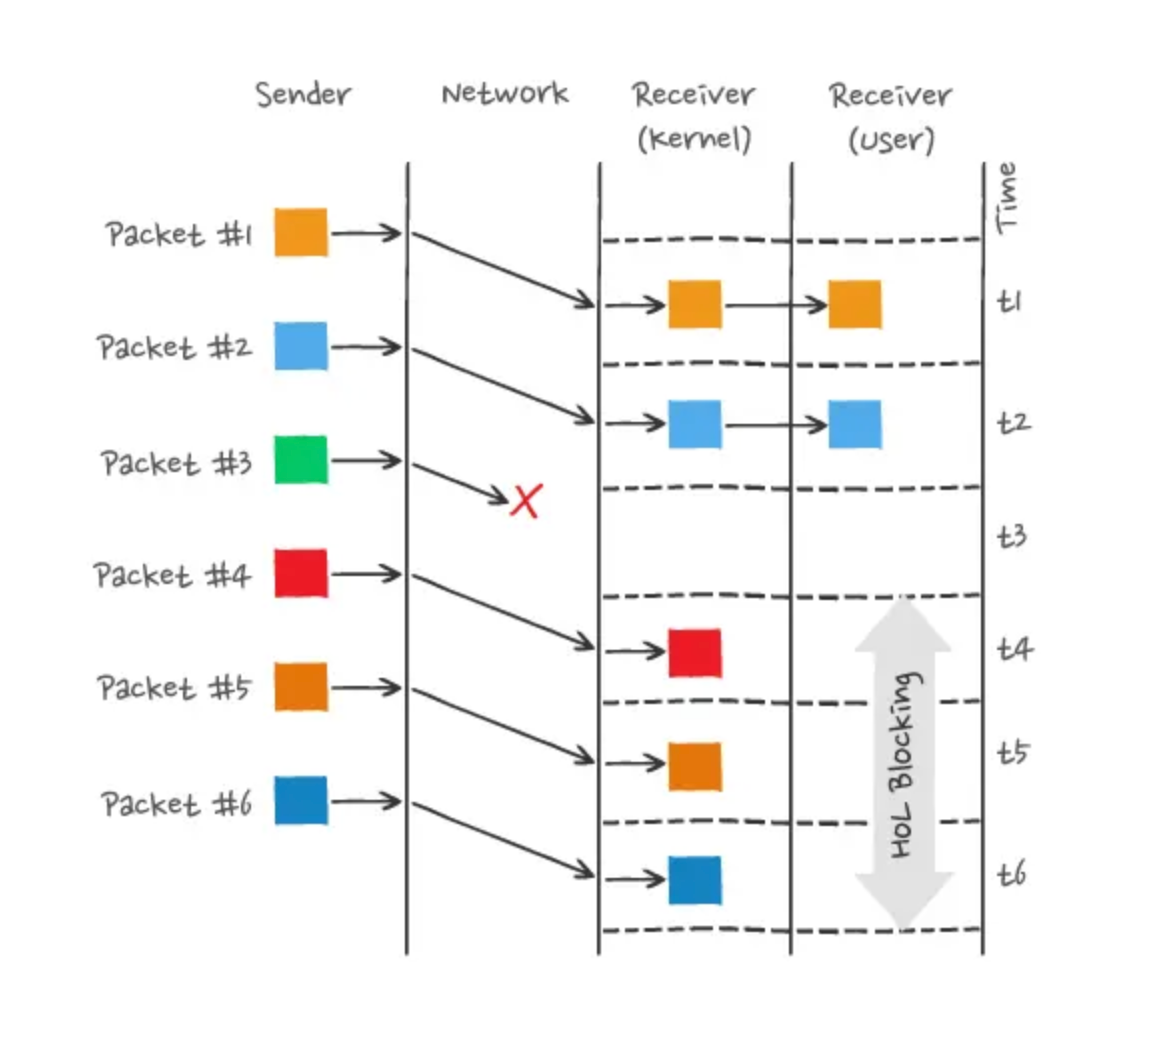 Sender
Network
Receiver
(kernel)
Receiver
(user)
Time
Packet #1
t1
Packet #2
t2
Packet #3
X
t3
Packet #4
t4
Packet #5
t5
Packet #6
t6
HoL Blocking